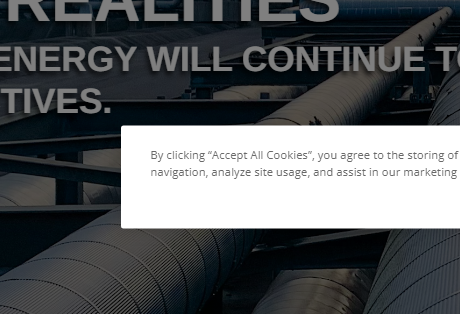 REALITIES
ENERGY WILL CONTINUE TO
TIVES.
By clicking “Accept All Cookies”, you agree to the storing of
navigation, analyze site usage, and assist in our marketing